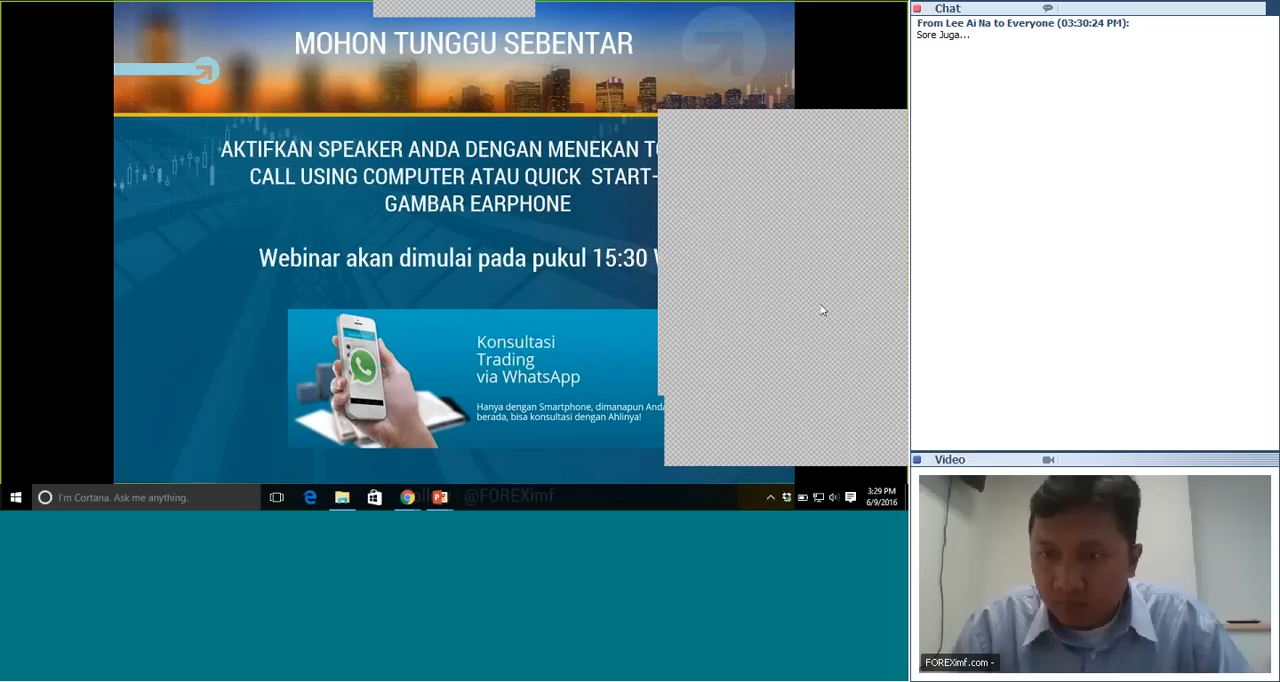 MOHON TUNGGU SEBENTAR
AKTIFKAN SPEAKER ANDA DENGAN MENEKAN
CALL USING COMPUTER ATAU QUICK START-
GAMBAR EARPHONE
Webinar akan dimulai pada pukul 15:30
Konsultasi
Trading
via WhatsApp
Hanya dengan Smartphone, dimanapun Anda
berada, bisa konsultasi dengan Ahlinya!
@FOREXimf
I'm Cortana. Ask me anything.
3:29 PM
6/9/2016
Chat
From Lee Ai Na to Everyone (03:30:24 PM):
Sore Juga...
Video
FOREXimf.com -